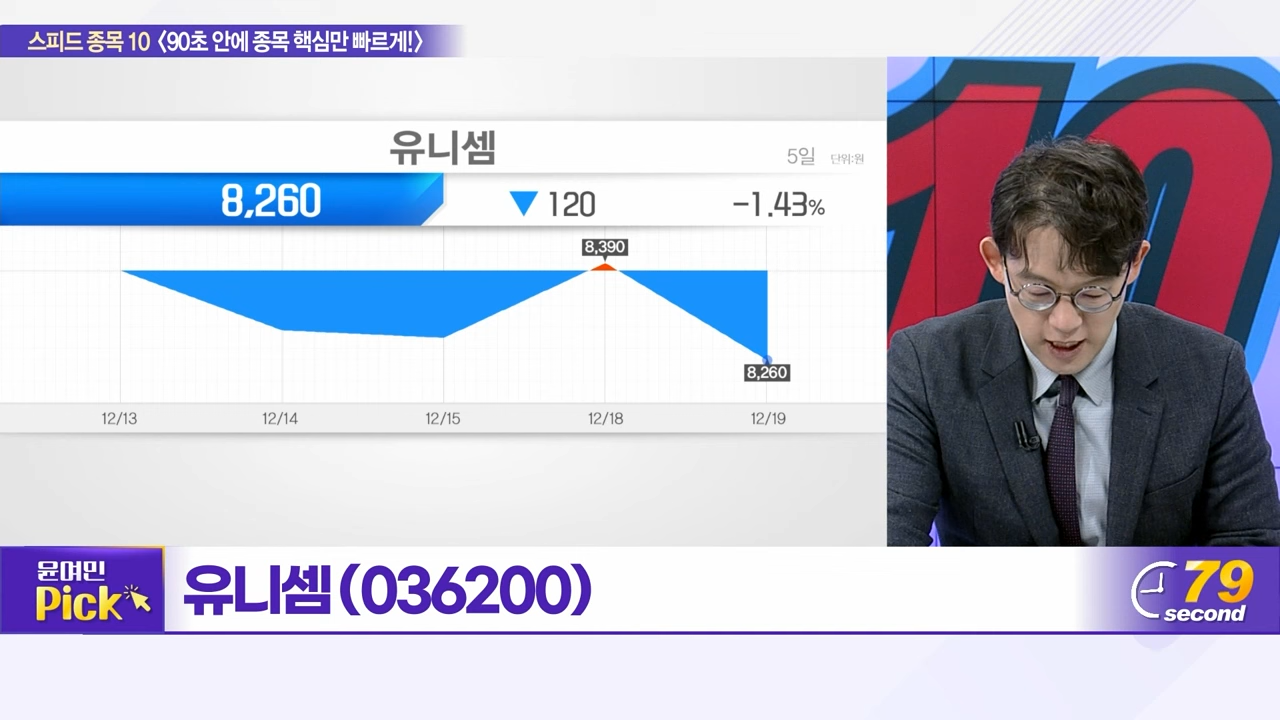 스피드 종목 10 〈90초 안에 종목 핵심만 빠르게!〉
유니셈
5일 단위:원
8,260 ▼120 -1.43%
8,390
8,260
12/13 12/14 12/15 12/18 12/19
10
윤여민
Pick
유니셈(036200)
79
second